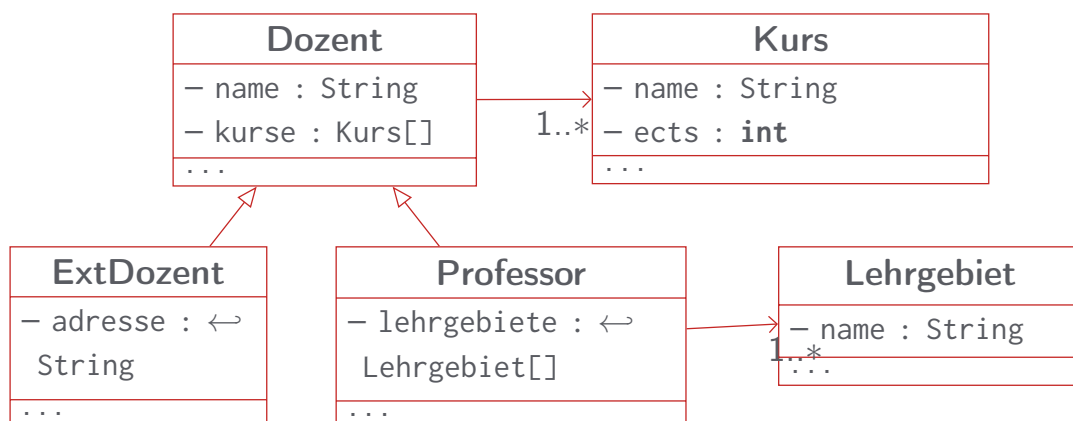 Dozent
– name : String
– kurse : Kurs[]
...
1..*
Kurs
– name : String
– ects : int
...
ExtDozent
– adresse : ↩
String
...
Professor
– lehrgebiete : ↩
Lehrgebiet[]
...
1..*
Lehrgebiet
– name : String
...